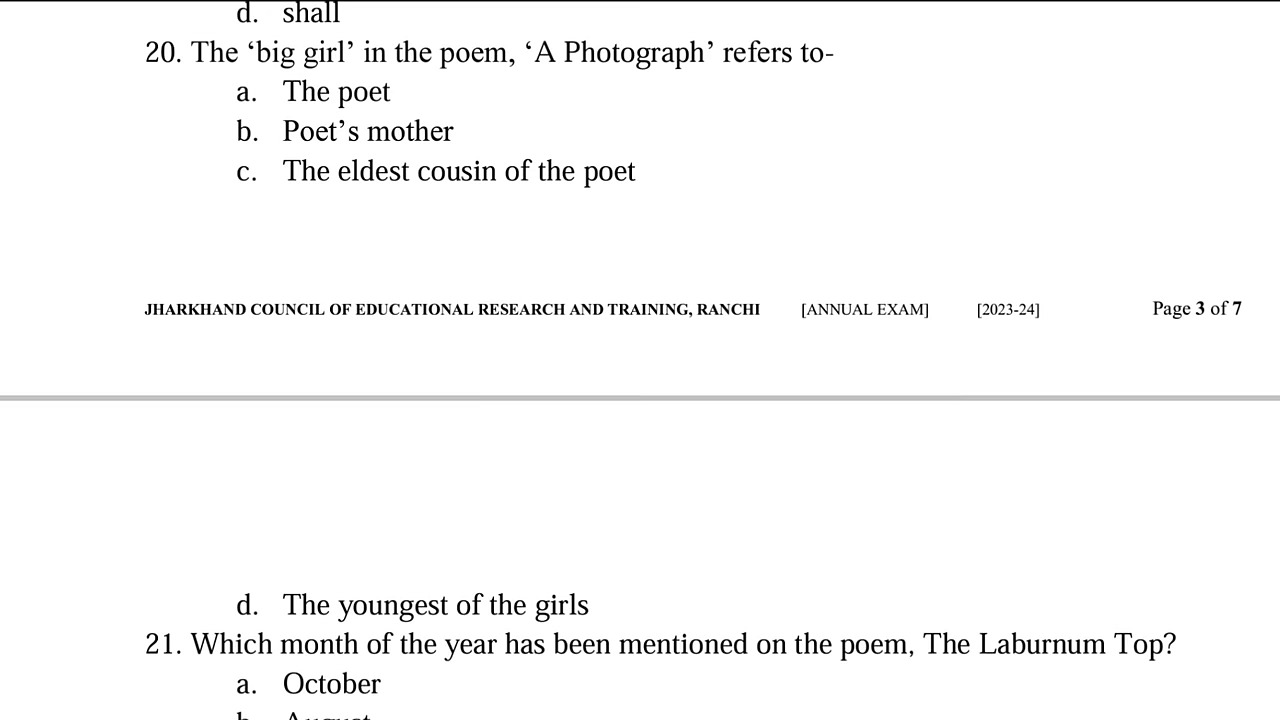 d. shall
20. The ‘big girl’ in the poem, ‘A Photograph’ refers to-
a. The poet
b. Poet’s mother
c. The eldest cousin of the poet
JHARKHAND COUNCIL OF EDUCATIONAL RESEARCH AND TRAINING, RANCHI [ANNUAL EXAM] [2023-24] Page 3 of 7
d. The youngest of the girls
21. Which month of the year has been mentioned on the poem, The Laburnum Top?
a. October
b. August